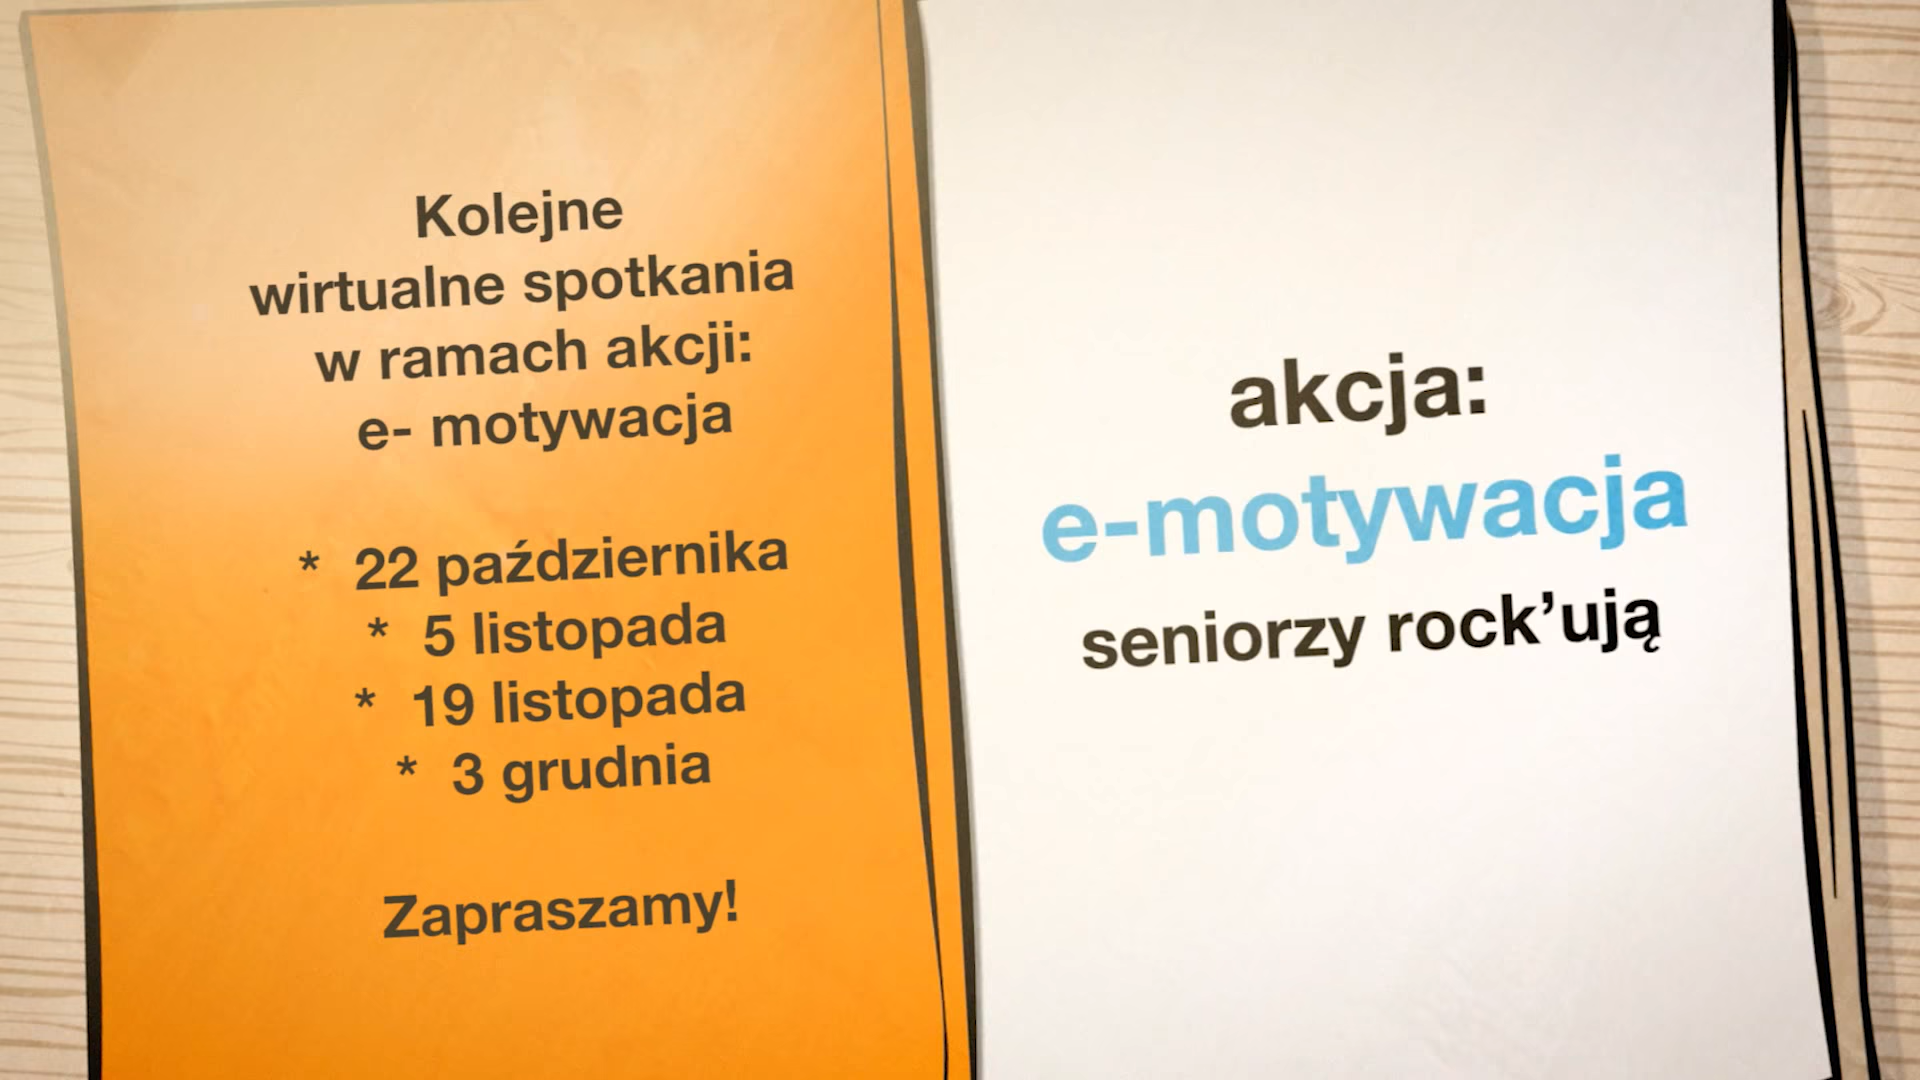 Kolejne
wirtualne spotkania
w ramach akcji:
e- motywacja
* 22 października
* 5 listopada
* 19 listopada
* 3 grudnia
Zapraszamy!
akcja:
e-motywacja
seniorzy rock’ują